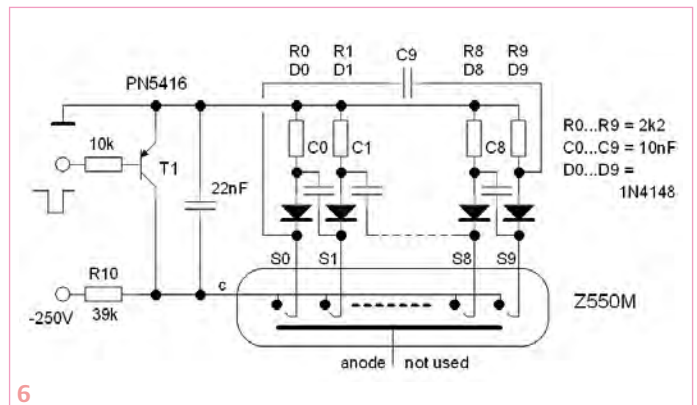 R0 R1 C9 R8 R9
D0 D1 D8 D9
PN5416
10k
T1
22nF
C0 C1 C8
R0...R9 = 2k2
C0...C9 = 10nF
D0...D9 =
1N4148
S0 S1 S8 S9
R10
c
-250V
39k
Z550M
anode not used
6